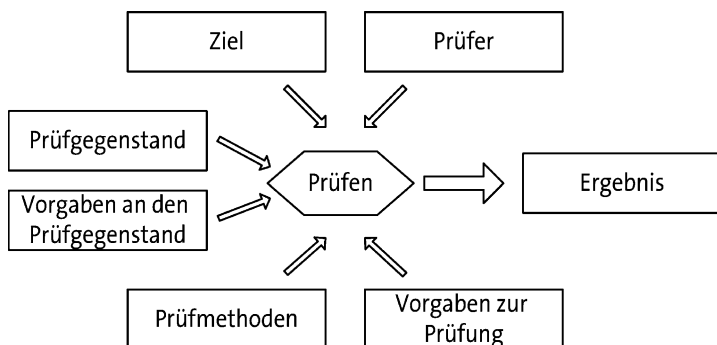 Ziel
Prüfer
Prüfgegenstand
Vorgaben an den
Prüfgegenstand
Prüfen
Ergebnis
Prüfmethoden
Vorgaben zur
Prüfung